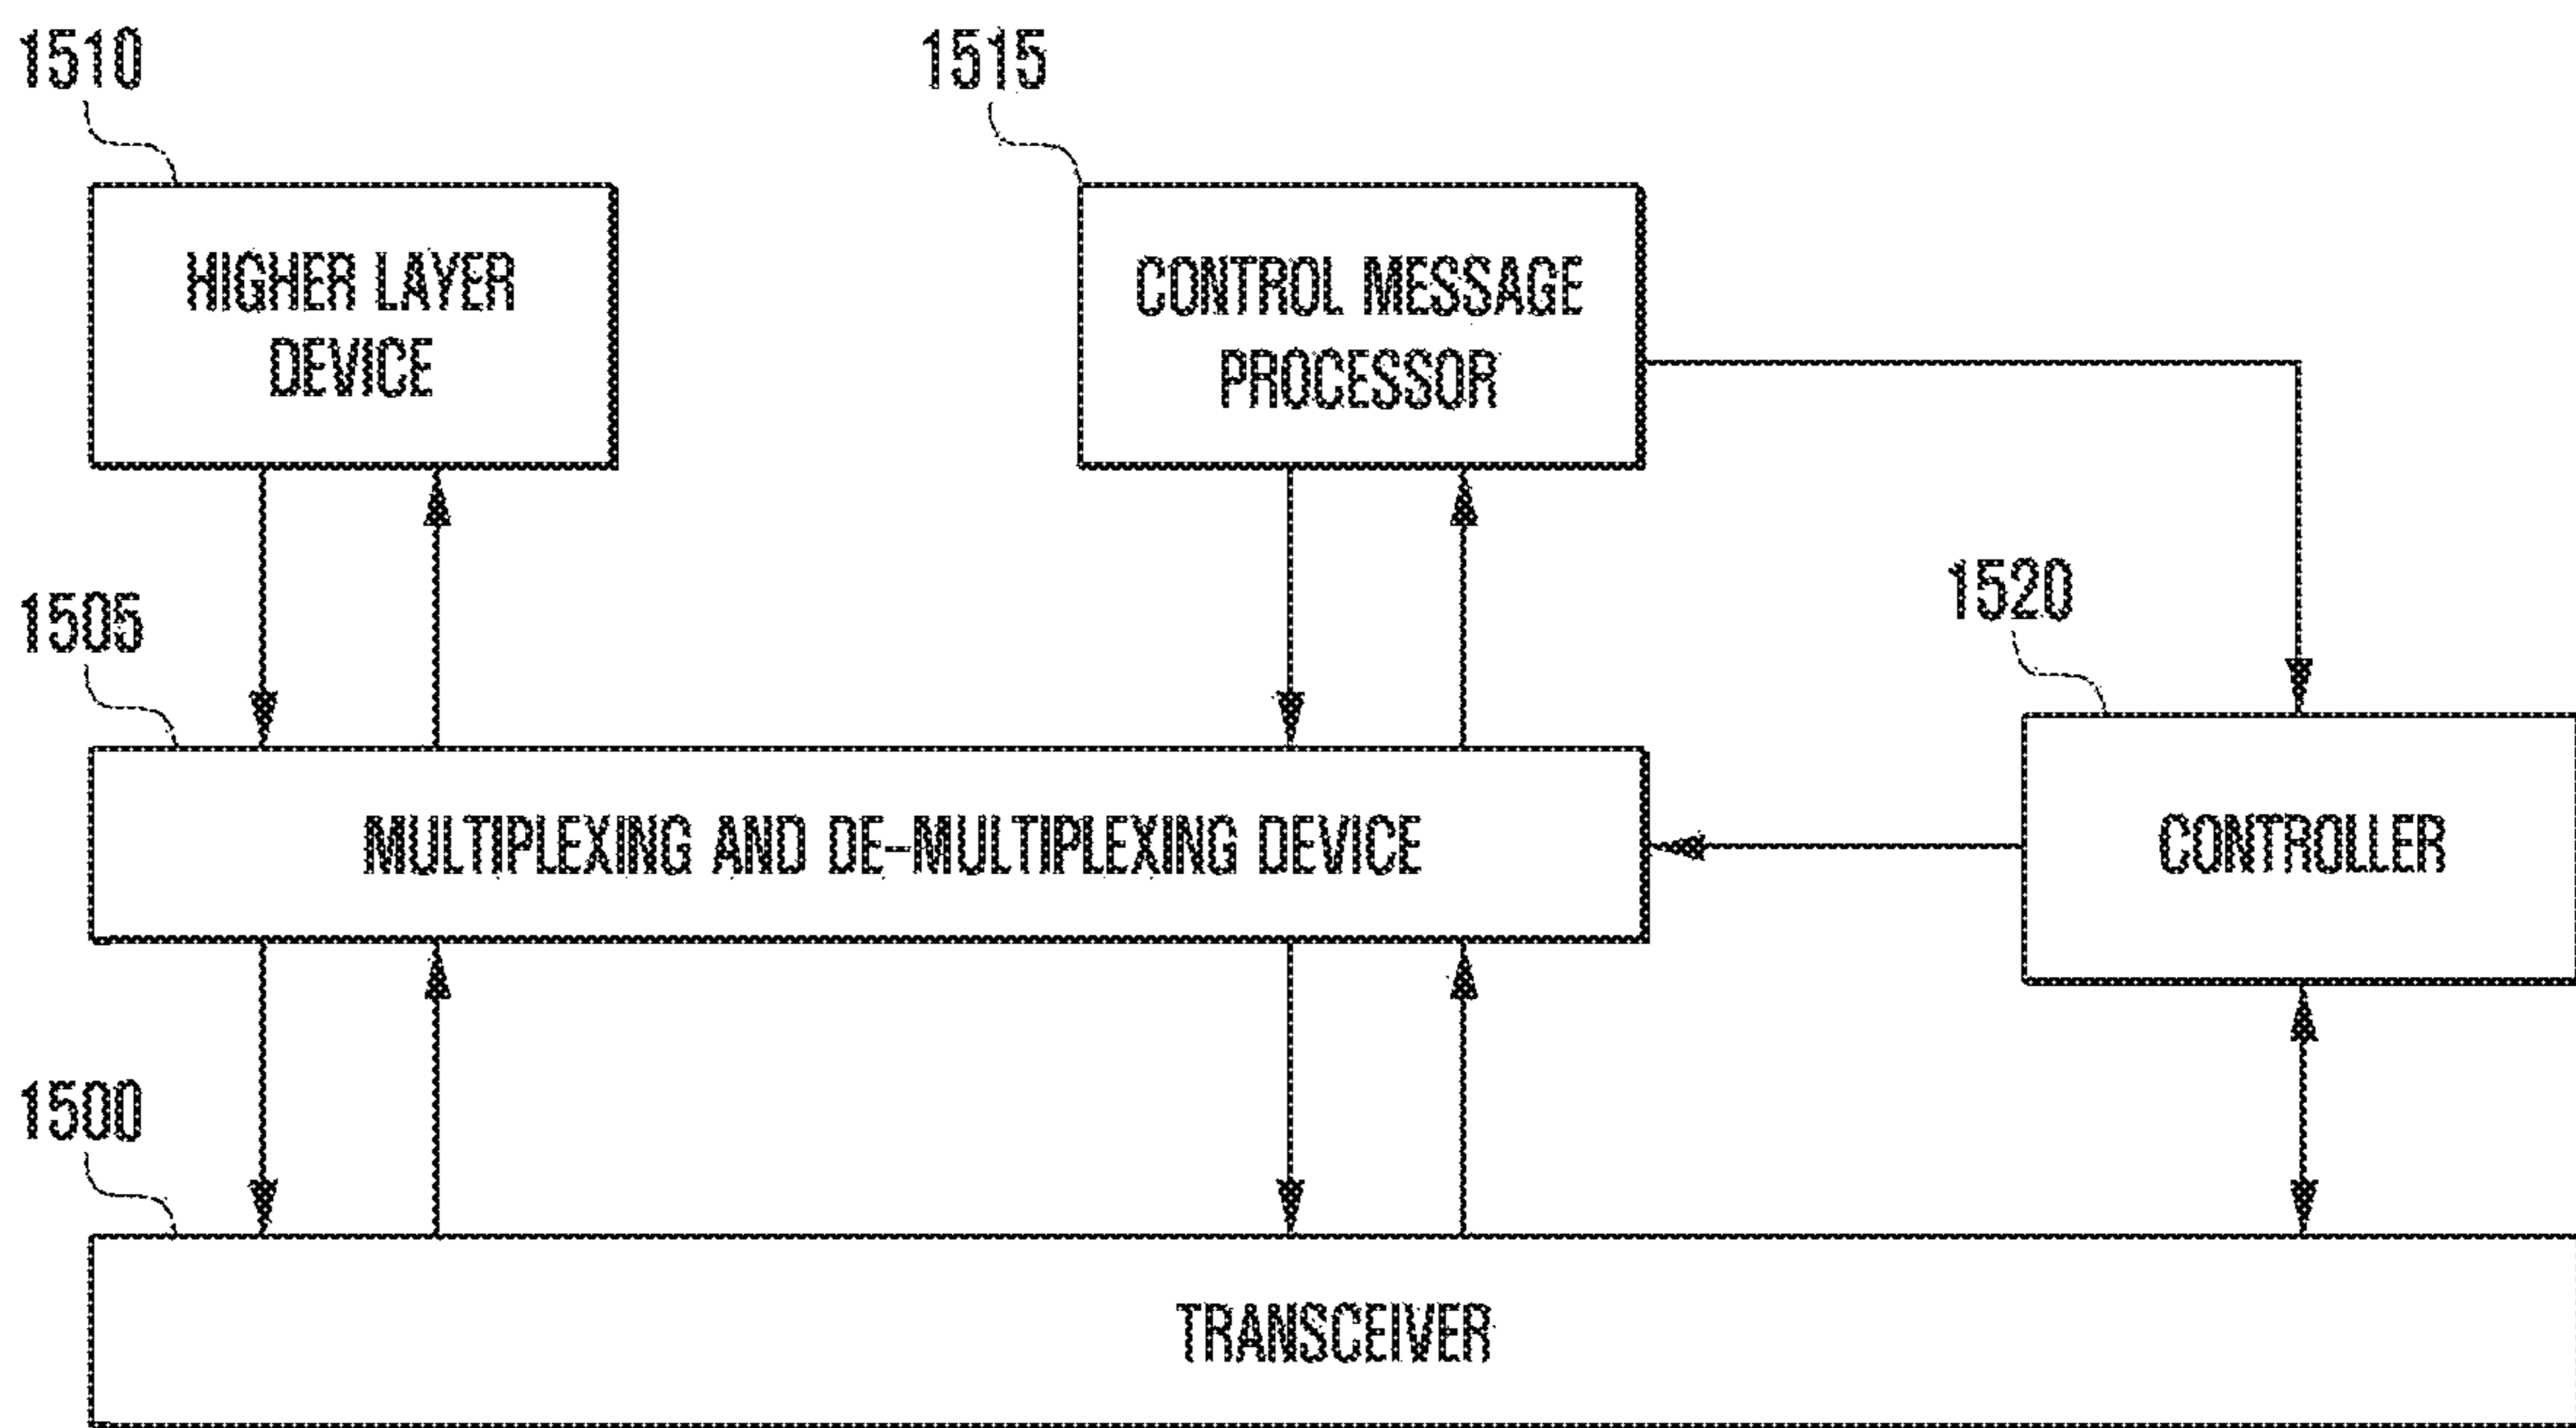 1510
1515
HIGHER LAYER
DEVICE
CONTROL MESSAGE
PROCESSOR
1505
1520
MULTIPLEXING AND DE-MULTIPLEXING DEVICE
CONTROLLER
1500
TRANSCEIVER